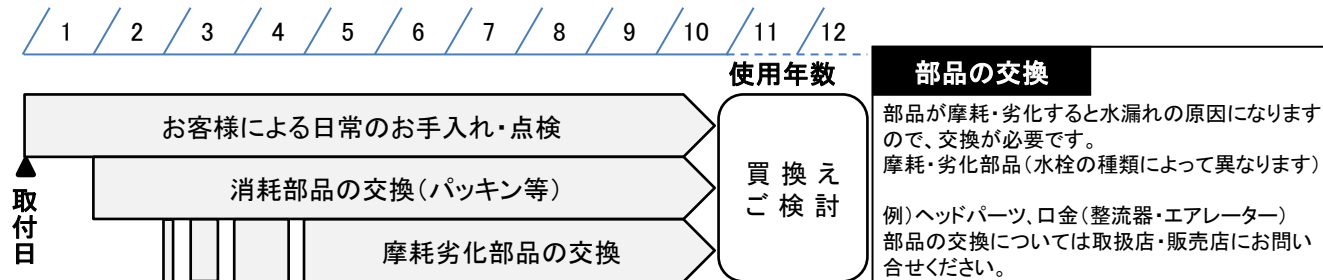 1 2 3 4 5 6 7 8 9 10 11 12
使用年数
お客様による日常のお手入れ・点検
取付日
消耗部品の交換(パッキン等)
摩耗劣化部品の交換
買換え
ご検討
部品の交換
部品が摩耗・劣化すると水漏れの原因になります
ので、交換が必要です。
摩耗・劣化部品(水栓の種類によって異なります)
例)ヘッドパーツ、口金(整流器・エアレーター)
部品の交換については取扱店・販売店にお問い
合せください。